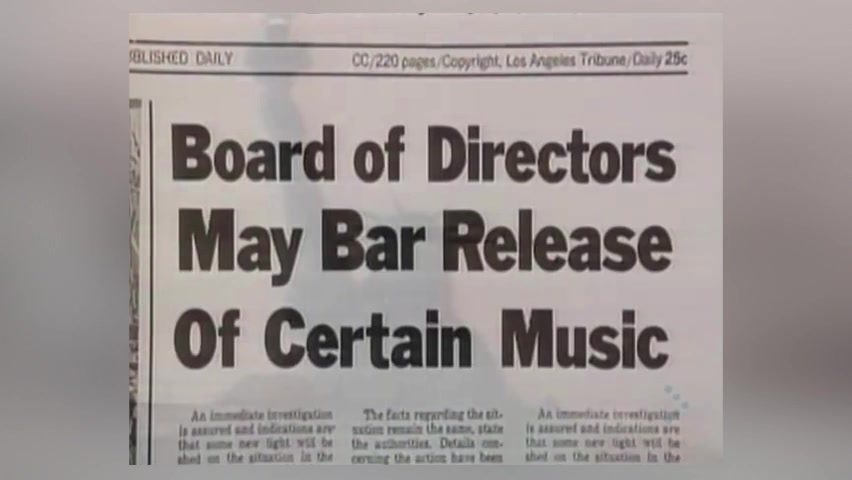 BLISHED DAILY
CC/220 pages/Copyright, Los Angeles Tribune/Daily 25c
Board of Directors
May Bar Release
Of Certain Music
An immediate investigation
is assured and indications are
that some new light will be
shed on the situation in the
The facts regarding the sit-
uation remain the same, state
the authorities. Details con-
cerning the action have been
An immediate investigation
is assured and indications are
that some new light will be
shed on the situation in the